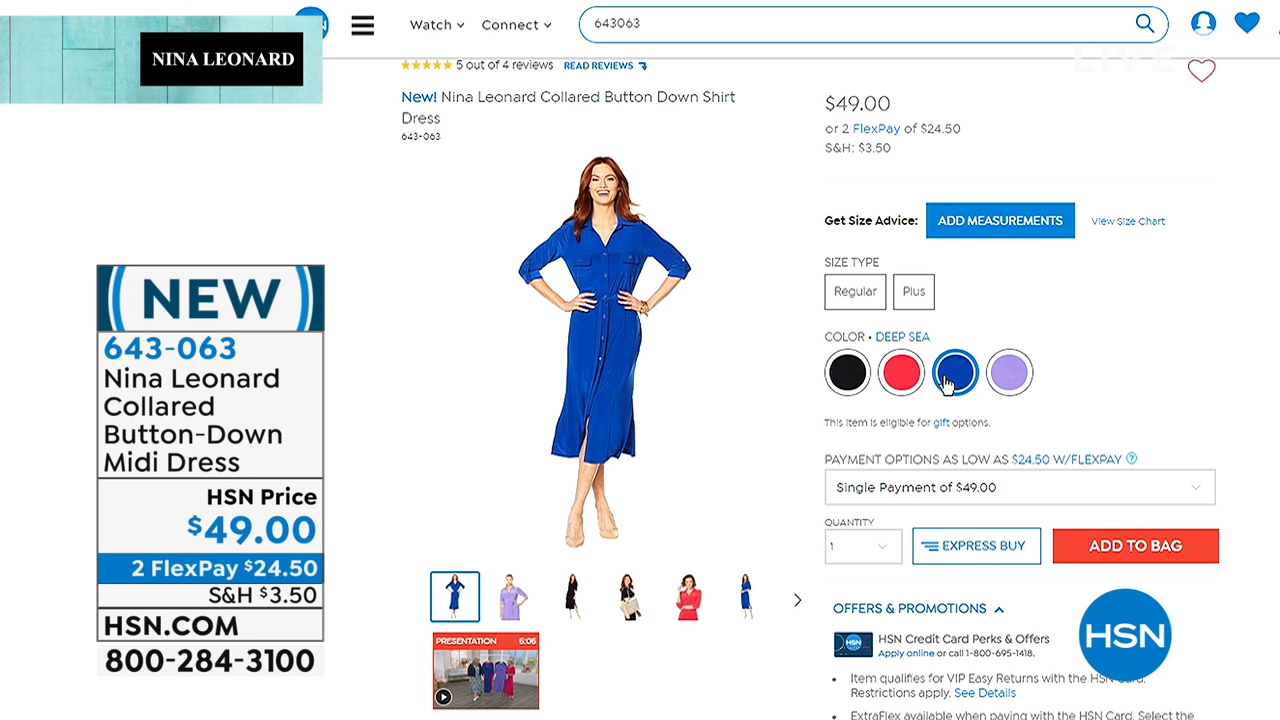 NINA LEONARD
Watch
Connect
643063
LIVE
5 out of 4 reviews
READ REVIEWS
New! Nina Leonard Collared Button Down Shirt
Dress
643-063
$49.00
or 2 FlexPay of $24.50
S&H: $3.50
Get Size Advice:
ADD MEASUREMENTS
View Size Chart
SIZE TYPE
Regular
Plus
COLOR • DEEP SEA
This item is eligible for gift options.
PAYMENT OPTIONS AS LOW AS $24.50 W/FLEXPAY
Single Payment of $49.00
QUANTITY
1
EXPRESS BUY
ADD TO BAG
OFFERS & PROMOTIONS
HSN
HSN Credit Card Perks & Offers
Apply online or call 1-800-695-1418.
• Item qualifies for VIP Easy Returns with the HSN Card.
Restrictions apply. See Details
• ExtraFlex available when paying with the HSN Card. Select the
PRESENTATION 5:05
NEW
643-063
Nina Leonard
Collared
Button-Down
Midi Dress
HSN Price
$49.00
2 FlexPay $24.50
S&H $3.50
HSN.COM
800-284-3100
HSN